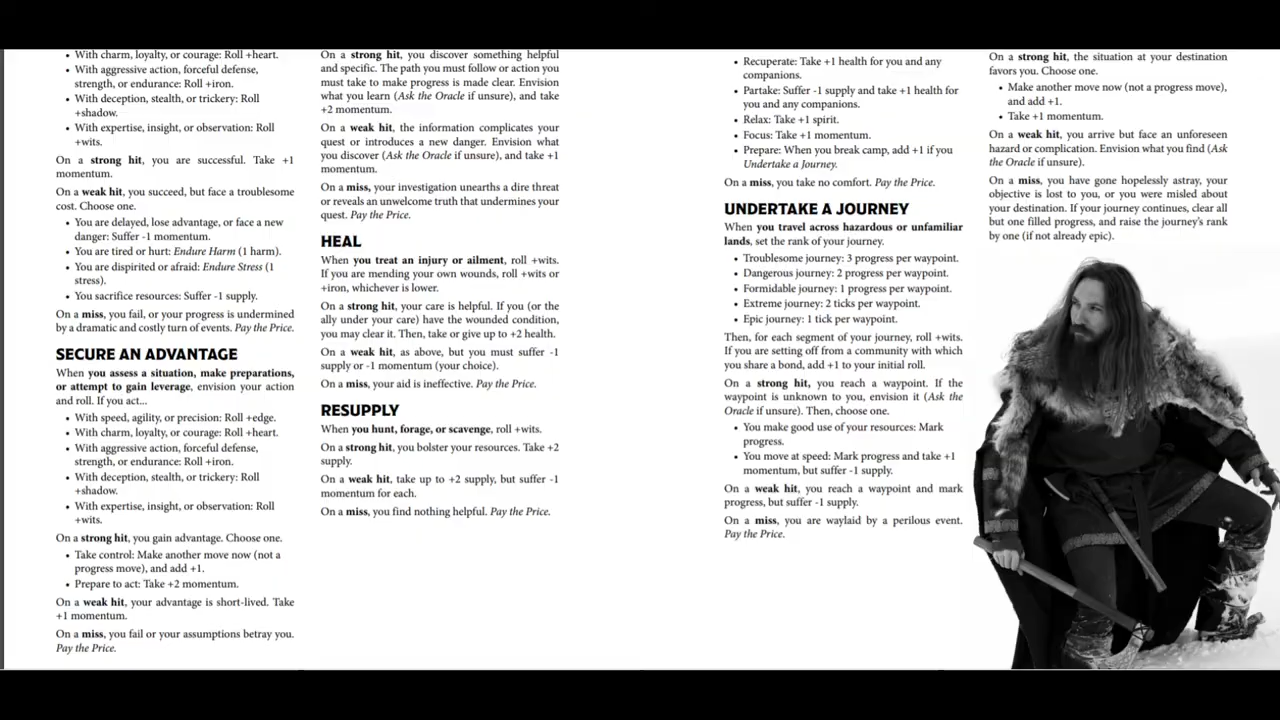 • With charm, loyalty, or courage: Roll +heart.
• With aggressive action, forceful defense,
strength, or endurance: Roll +iron.
• With deception, stealth, or trickery: Roll
+shadow.
• With expertise, insight, or observation: Roll
+wits.
On a strong hit, you are successful. Take +1
momentum.
On a weak hit, you succeed, but face a troublesome
cost. Choose one.
• You are delayed, lose advantage, or face a new
danger: Suffer -1 momentum.
• You are tired or hurt: Endure Harm (1 harm).
• You are dispirited or afraid: Endure Stress (1
stress).
• You sacrifice resources: Suffer -1 supply.
On a miss, you fail, or your progress is undermined
by a dramatic and costly turn of events. Pay the Price.
SECURE AN ADVANTAGE
When you assess a situation, make preparations,
or attempt to gain leverage, envision your action
and roll. If you act...
• With speed, agility, or precision: Roll +edge.
• With charm, loyalty, or courage: Roll +heart.
• With aggressive action, forceful defense,
strength, or endurance: Roll +iron.
• With deception, stealth, or trickery: Roll
+shadow.
• With expertise, insight, or observation: Roll
+wits.
On a strong hit, you gain advantage. Choose one.
• Take control: Make another move now (not a
progress move), and add +1.
• Prepare to act: Take +2 momentum.
On a weak hit, your advantage is short-lived. Take
+1 momentum.
On a miss, you fail or your assumptions betray you.
Pay the Price.
On a strong hit, you discover something helpful
and specific. The path you must follow or action you
must take to make progress is made clear. Envision
what you learn (Ask the Oracle if unsure), and take
+2 momentum.
On a weak hit, the information complicates your
quest or introduces a new danger. Envision what
you discover (Ask the Oracle if unsure), and take +1
momentum.
On a miss, your investigation unearths a dire threat
or reveals an unwelcome truth that undermines your
quest. Pay the Price.
HEAL
When you treat an injury or ailment, roll +wits.
If you are mending your own wounds, roll +wits or
+iron, whichever is lower.
On a strong hit, your care is helpful. If you (or the
ally under your care) have the wounded condition,
you may clear it. Then, take or give up to +2 health.
On a weak hit, as above, but you must suffer -1
supply or -1 momentum (your choice).
On a miss, your aid is ineffective. Pay the Price.
RESUPPLY
When you hunt, forage, or scavenge, roll +wits.
On a strong hit, you bolster your resources. Take +2
supply.
On a weak hit, take up to +2 supply, but suffer -1
momentum for each.
On a miss, you find nothing helpful. Pay the Price.
• Recuperate: Take +1 health for you and any
companions.
• Partake: Suffer -1 supply and take +1 health for
you and any companions.
• Relax: Take +1 spirit.
• Focus: Take +1 momentum.
• Prepare: When you break camp, add +1 if you
Undertake a Journey.
On a miss, you take no comfort. Pay the Price.
UNDERTAKE A JOURNEY
When you travel across hazardous or unfamiliar
lands, set the rank of your journey.
• Troublesome journey: 3 progress per waypoint.
• Dangerous journey: 2 progress per waypoint.
• Formidable journey: 1 progress per waypoint.
• Extreme journey: 2 ticks per waypoint.
• Epic journey: 1 tick per waypoint.
Then, for each segment of your journey, roll +wits.
If you are setting off from a community with which
you share a bond, add +1 to your initial roll.
On a strong hit, you reach a waypoint. If the
waypoint is unknown to you, envision it (Ask the
Oracle if unsure). Then, choose one.
• You make good use of your resources: Mark
progress.
• You move at speed: Mark progress and take +1
momentum, but suffer -1 supply.
On a weak hit, you reach a waypoint and mark
progress, but suffer -1 supply.
On a miss, you are waylaid by a perilous event.
Pay the Price.
On a strong hit, the situation at your destination
favors you. Choose one.
• Make another move now (not a progress move),
and add +1.
• Take +1 momentum.
On a weak hit, you arrive but face an unforeseen
hazard or complication. Envision what you find (Ask
the Oracle if unsure).
On a miss, you have gone hopelessly astray, your
objective is lost to you, or you were misled about
your destination. If your journey continues, clear all
but one filled progress, and raise the journey's rank
by one (if not already epic).